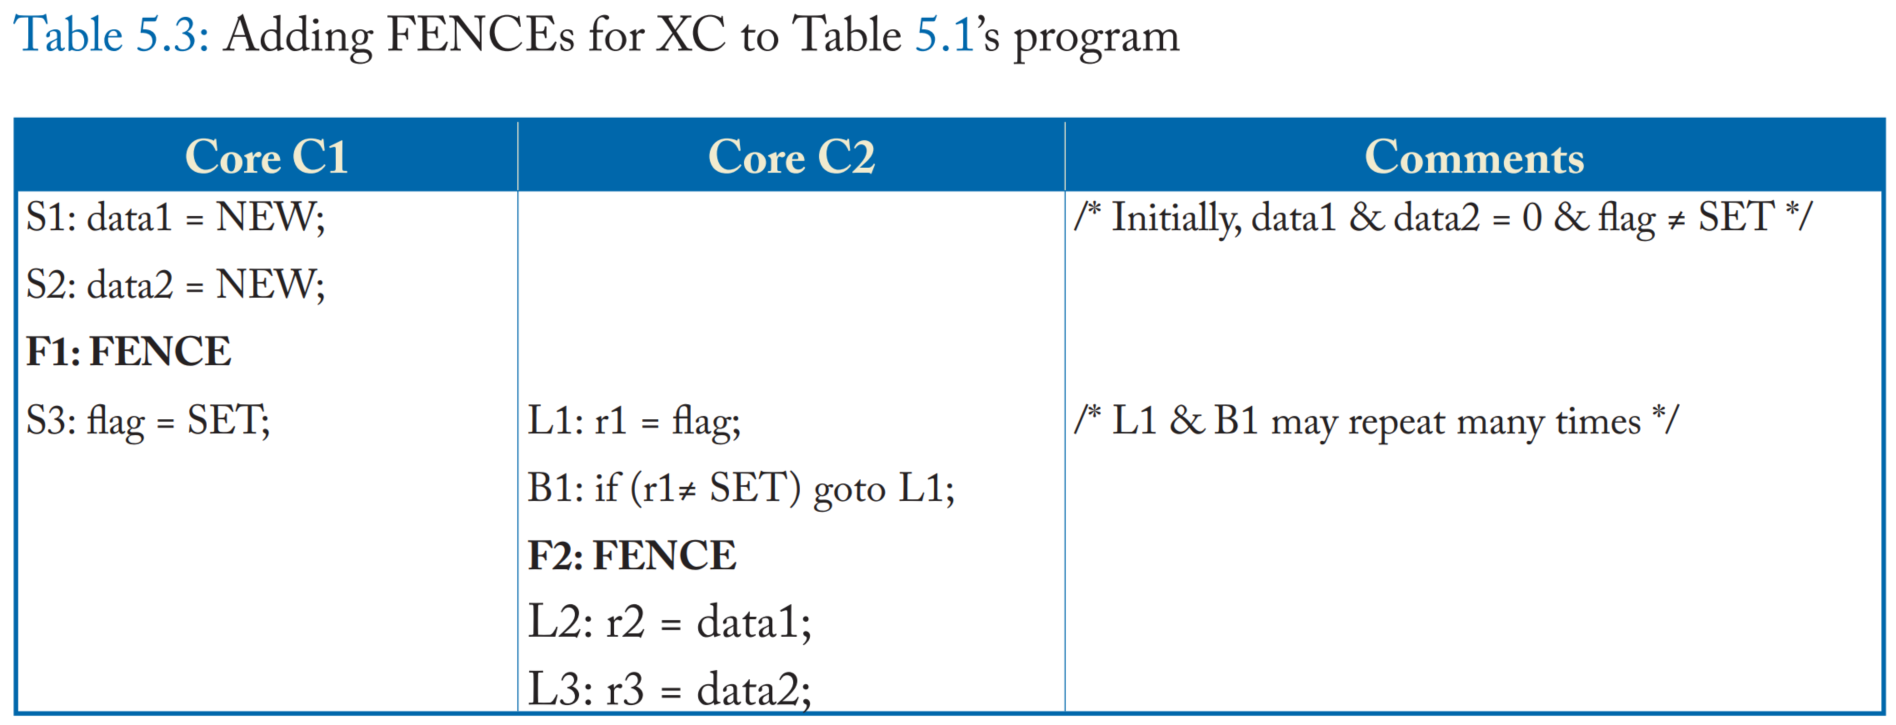 Table 5.3: Adding FENCEs for XC to Table 5.1’s program
Core C1 Core C2 Comments
S1: data1 = NEW; /* Initially, data1 & data2 = 0 & flag ≠ SET */
S2: data2 = NEW;
F1: FENCE
S3: flag = SET; L1: r1 = flag; /* L1 & B1 may repeat many times */
B1: if (r1≠ SET) goto L1;
F2: FENCE
L2: r2 = data1;
L3: r3 = data2;